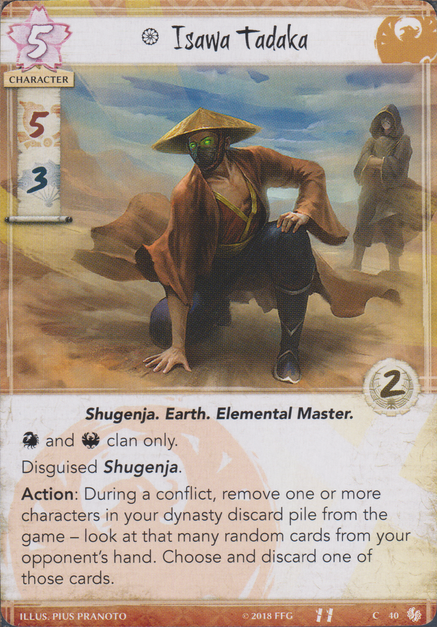 5
Isawa Tadaka
CHARACTER
5
3
2
Shugenja. Earth. Elemental Master.
and clan only.
Disguised Shugenja.
Action: During a conflict, remove one or more
characters in your dynasty discard pile from the
game – look at that many random cards from your
opponent's hand. Choose and discard one of
those cards.
ILLUS. PIUS PRANOTO
© 2018 FFG
C 40